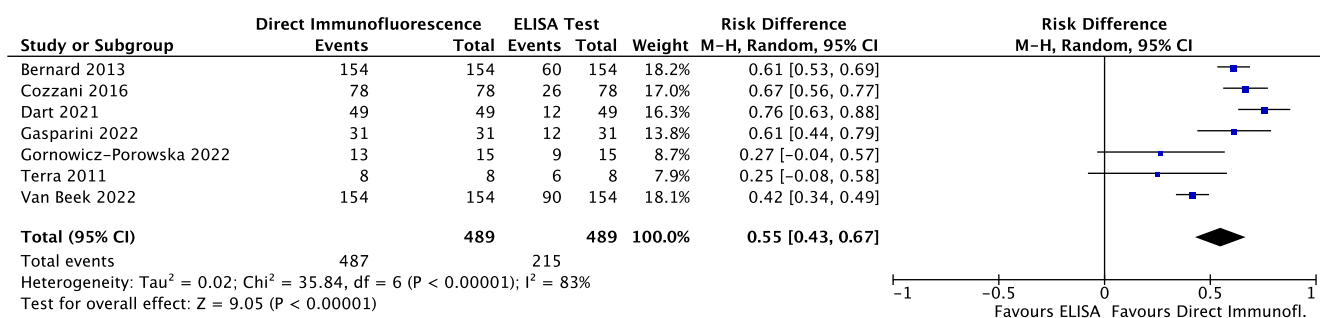 Direct Immunofluorescence ELISA Test Risk Difference Risk Difference
Study or Subgroup Events Total Events Total Weight M-H, Random, 95% CI M-H, Random, 95% CI
Bernard 2013 154 154 60 154 18.2% 0.61 [0.53, 0.69]
Cozzani 2016 78 78 26 78 17.0% 0.67 [0.56, 0.77]
Dart 2021 49 49 12 49 16.3% 0.76 [0.63, 0.88]
Gasparini 2022 31 31 12 31 13.8% 0.61 [0.44, 0.79]
Gornowicz-Porowska 2022 13 15 9 15 8.7% 0.27 [-0.04, 0.57]
Terra 2011 8 8 6 8 7.9% 0.25 [-0.08, 0.58]
Van Beek 2022 154 154 90 154 18.1% 0.42 [0.34, 0.49]
Total (95% CI) 489 489 100.0% 0.55 [0.43, 0.67]
Total events 487 215
Heterogeneity: Tau² = 0.02; Chi² = 35.84, df = 6 (P < 0.00001); I² = 83%
Test for overall effect: Z = 9.05 (P < 0.00001)
-1 -0.5 0 0.5 1
Favours ELISA Favours Direct Immunofl.